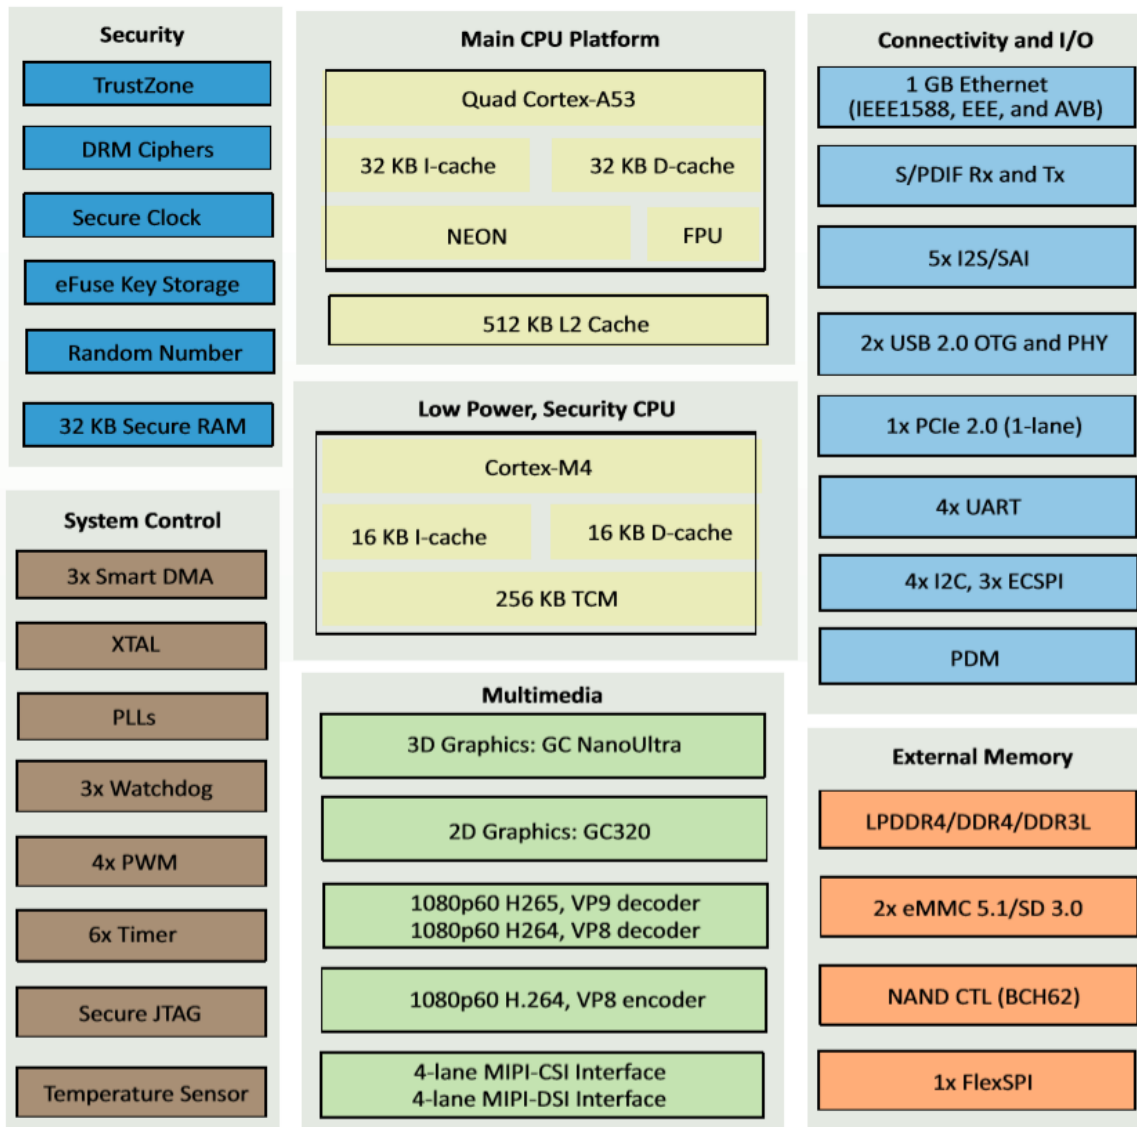 Security
TrustZone
DRM Ciphers
Secure Clock
eFuse Key Storage
Random Number
32 KB Secure RAM
System Control
3x Smart DMA
XTAL
PLLs
3x Watchdog
4x PWM
6x Timer
Secure JTAG
Temperature Sensor
Main CPU Platform
Quad Cortex-A53
32 KB I-cache
32 KB D-cache
NEON
FPU
512 KB L2 Cache
Low Power, Security CPU
Cortex-M4
16 KB I-cache
16 KB D-cache
256 KB TCM
Multimedia
3D Graphics: GC NanoUltra
2D Graphics: GC320
1080p60 H265, VP9 decoder
1080p60 H264, VP8 decoder
1080p60 H.264, VP8 encoder
4-lane MIPI-CSI Interface
4-lane MIPI-DSI Interface
Connectivity and I/O
1 GB Ethernet
(IEEE1588, EEE, and AVB)
S/PDIF Rx and Tx
5x I2S/SAI
2x USB 2.0 OTG and PHY
1x PCIe 2.0 (1-lane)
4x UART
4x I2C, 3x ECSPI
PDM
External Memory
LPDDR4/DDR4/DDR3L
2x eMMC 5.1/SD 3.0
NAND CTL (BCH62)
1x FlexSPI